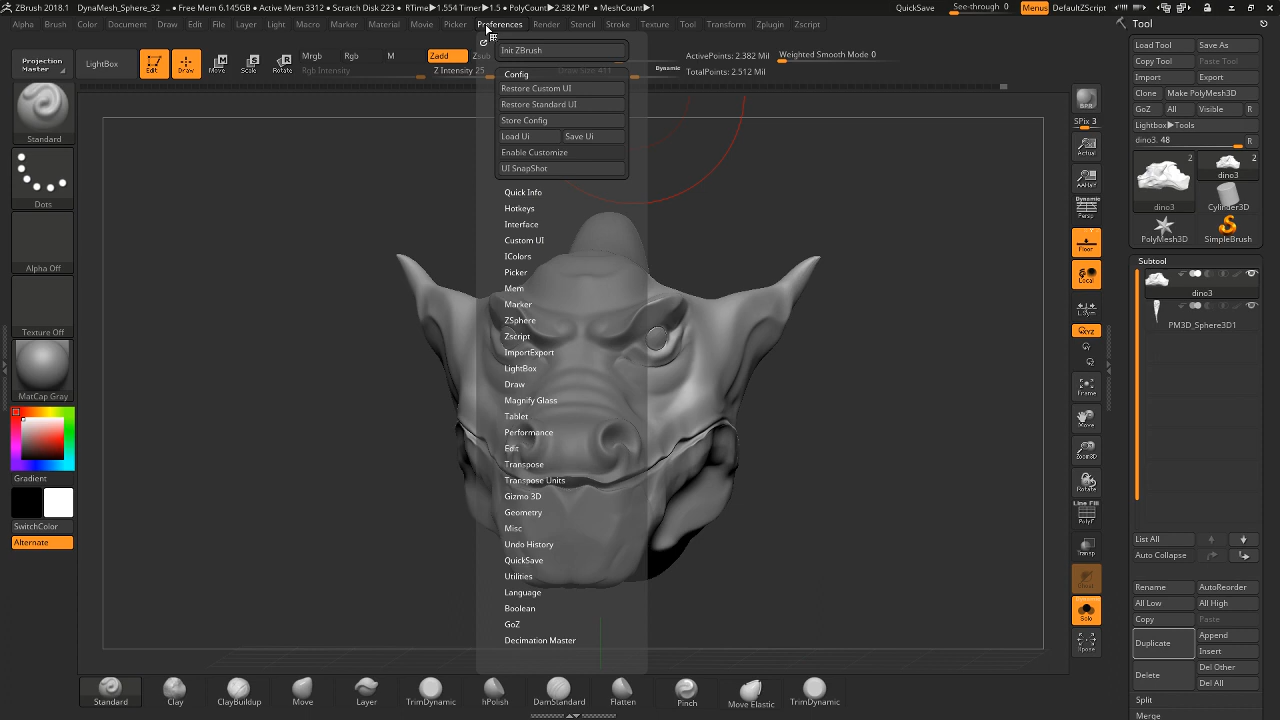 ZBrush 2018.1 DynaMesh_Sphere_32 .. • Free Mem 6.145GB • Active Mem 3312 • Scratch Disk 223 • RTime▶1.554 Timer▶1.5 • PolyCount▶2.382 MP • MeshCount▶1 QuickSave See-through 0 Menus DefaultZScript
Alpha Brush Color Document Draw Edit File Layer Light Macro Marker Material Movie Picker Preferences Render Stencil Stroke Texture Tool Transform Zplugin Zscript
Projection Master
LightBox
Edit
Draw
Move
Scale
Rotate
Mrgb Rgb M
Rgb Intensity
Zadd Zsub
Z Intensity 25
Draw Size 411
Dynamic
ActivePoints: 2.382 Mil
TotalPoints: 2.512 Mil
Weighted Smooth Mode 0
Standard
Dots
Alpha Off
Texture Off
MatCap Gray
Gradient
SwitchColor
Alternate
Init ZBrush
Config
Restore Custom UI
Restore Standard UI
Store Config
Load Ui Save Ui
Enable Customize
UI SnapShot
Quick Info
Hotkeys
Interface
Custom UI
IColors
Picker
Mem
Marker
ZSphere
Zscript
ImportExport
LightBox
Draw
Magnify Glass
Tablet
Performance
Edit
Transpose
Transpose Units
Gizmo 3D
Geometry
Misc
Undo History
QuickSave
Utilities
Language
Boolean
GoZ
Decimation Master
BPR
SPix 3
Actual
AAHalf
Dynamic
Persp
Floor
Local
L.Sym
Qxyz
Frame
Move
Zoom3D
Rotate
Line Fill
PolyF
Transp
Ghost
Dynamic
Solo
Xpose
Tool
Load Tool Save As
Copy Tool Paste Tool
Import Export
Clone Make PolyMesh3D
GoZ All Visible R
Lightbox▶Tools
dino3. 48 R
2
dino3
2
dino3
Cylinder3D
PolyMesh3D
SimpleBrush
Subtool
dino3
PM3D_Sphere3D1
List All
Auto Collapse
Rename AutoReorder
All Low All High
Copy Paste
Duplicate
Append
Insert
Delete
Del Other
Del All
Split
Merge
Standard Clay ClayBuildup Move Layer TrimDynamic hPolish DamStandard Flatten Pinch Move Elastic TrimDynamic